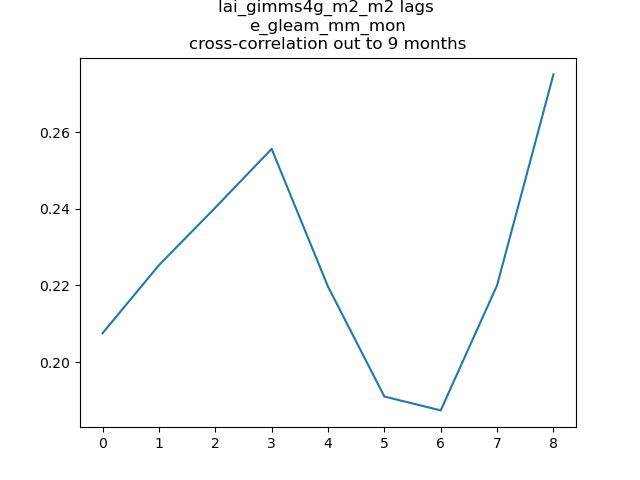 lai_gimms4g_m2_m2 lags
e_gleam_mm_mon
cross-correlation out to 9 months
0.26
0.24
0.22
0.20
0 1 2 3 4 5 6 7 8